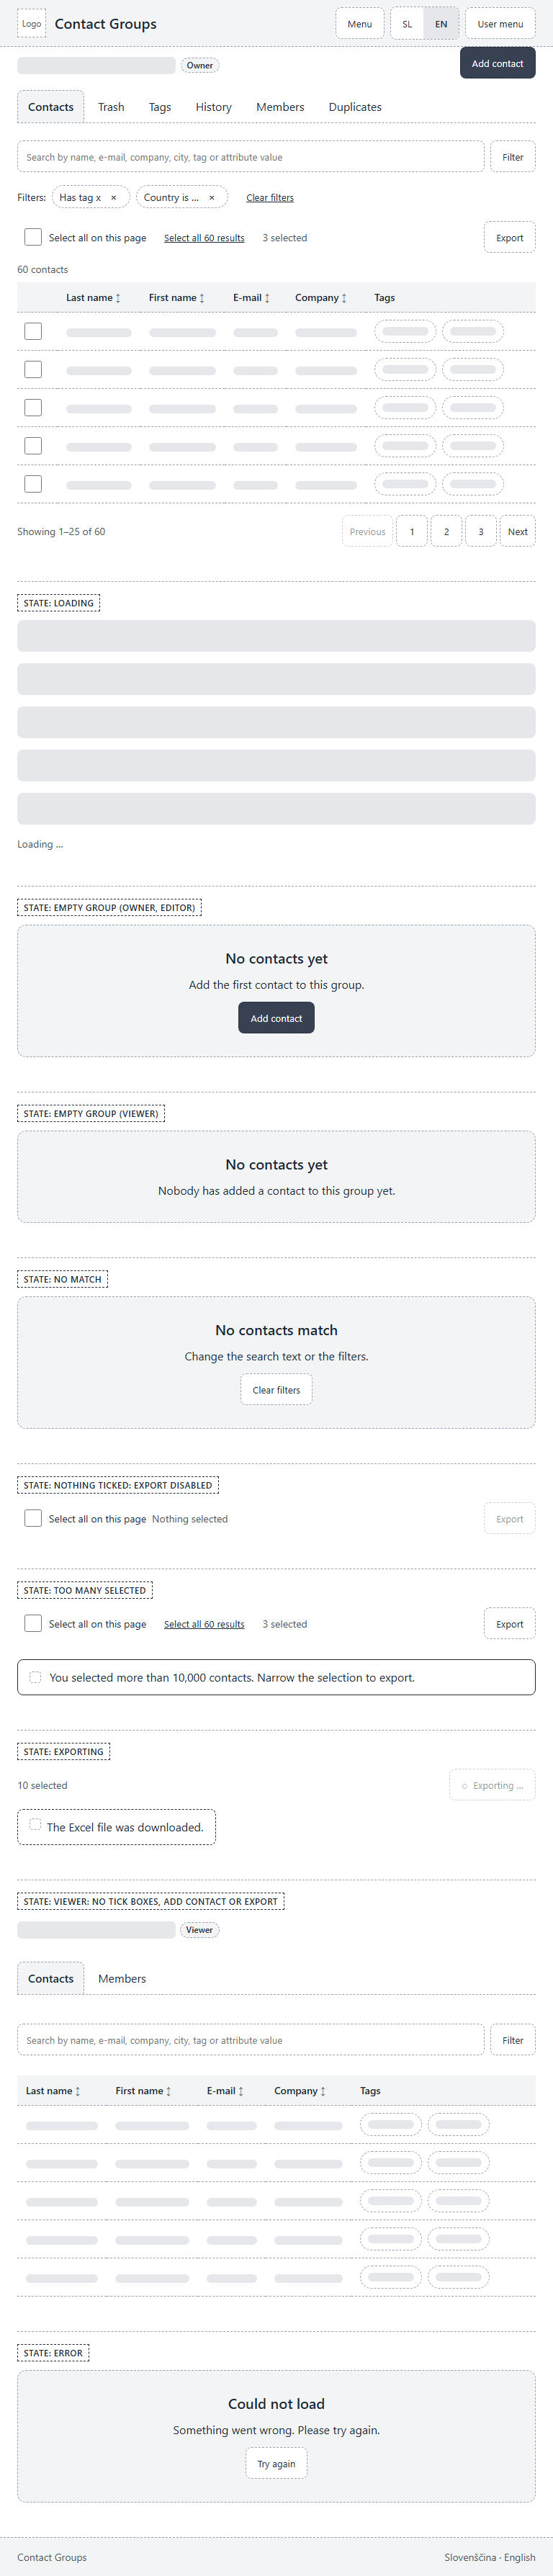 Logo Contact Groups Menu SL EN User menu
Owner Add contact
Contacts Trash Tags History Members Duplicates
Search by name, e-mail, company, city, tag or attribute value Filter
Filters: Has tag x × Country is ... × Clear filters
Select all on this page Select all 60 results 3 selected Export
60 contacts
Last name ↕ First name ↕ E-mail ↕ Company ↕ Tags
Showing 1–25 of 60 Previous 1 2 3 Next
STATE: LOADING
Loading ...
STATE: EMPTY GROUP (OWNER, EDITOR)
No contacts yet
Add the first contact to this group.
Add contact
STATE: EMPTY GROUP (VIEWER)
No contacts yet
Nobody has added a contact to this group yet.
STATE: NO MATCH
No contacts match
Change the search text or the filters.
Clear filters
STATE: NOTHING TICKED: EXPORT DISABLED
Select all on this page Nothing selected Export
STATE: TOO MANY SELECTED
Select all on this page Select all 60 results 3 selected Export
You selected more than 10,000 contacts. Narrow the selection to export.
STATE: EXPORTING
10 selected Exporting ...
The Excel file was downloaded.
STATE: VIEWER: NO TICK BOXES, ADD CONTACT OR EXPORT
Viewer
Contacts Members
Search by name, e-mail, company, city, tag or attribute value Filter
Last name ↕ First name ↕ E-mail ↕ Company ↕ Tags
STATE: ERROR
Could not load
Something went wrong. Please try again.
Try again
Contact Groups Slovenščina · English